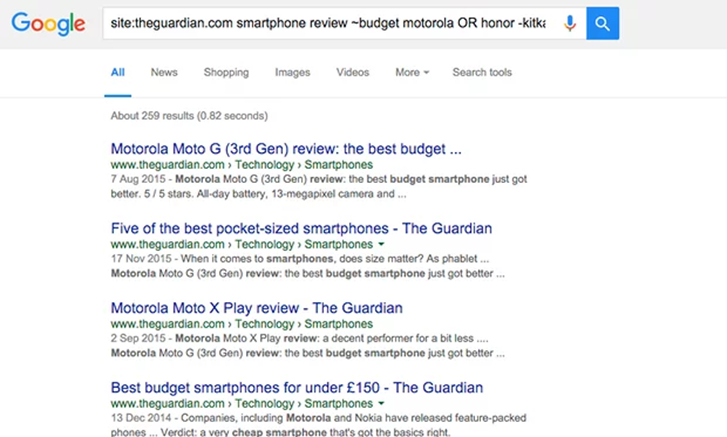 Google
site:theguardian.com smartphone review ~budget motorola OR honor -kitka
All News Shopping Images Videos More Search tools
About 259 results (0.82 seconds)
Motorola Moto G (3rd Gen) review: the best budget ...
www.theguardian.com › Technology › Smartphones
7 Aug 2015 - Motorola Moto G (3rd Gen) review: the best budget smartphone just got
better. 5 / 5 stars. All-day battery, 13-megapixel camera and ...
Five of the best pocket-sized smartphones - The Guardian
www.theguardian.com › Technology › Smartphones
17 Nov 2015 - When it comes to smartphones, does size matter? As phablet ...
Motorola Moto G (3rd Gen) review: the best budget smartphone just got better ...
Motorola Moto X Play review - The Guardian
www.theguardian.com › Technology › Smartphones
2 Sep 2015 - Motorola Moto X Play review: a decent performer for a bit less ....
Motorola Moto G (3rd Gen) review: the best budget smartphone just got better ...
Best budget smartphones for under £150 - The Guardian
www.theguardian.com › Technology › Smartphones
13 Dec 2014 - Companies, including Motorola and Nokia have released feature-packed
phones ... Verdict: a very cheap smartphone that's got the basics right.